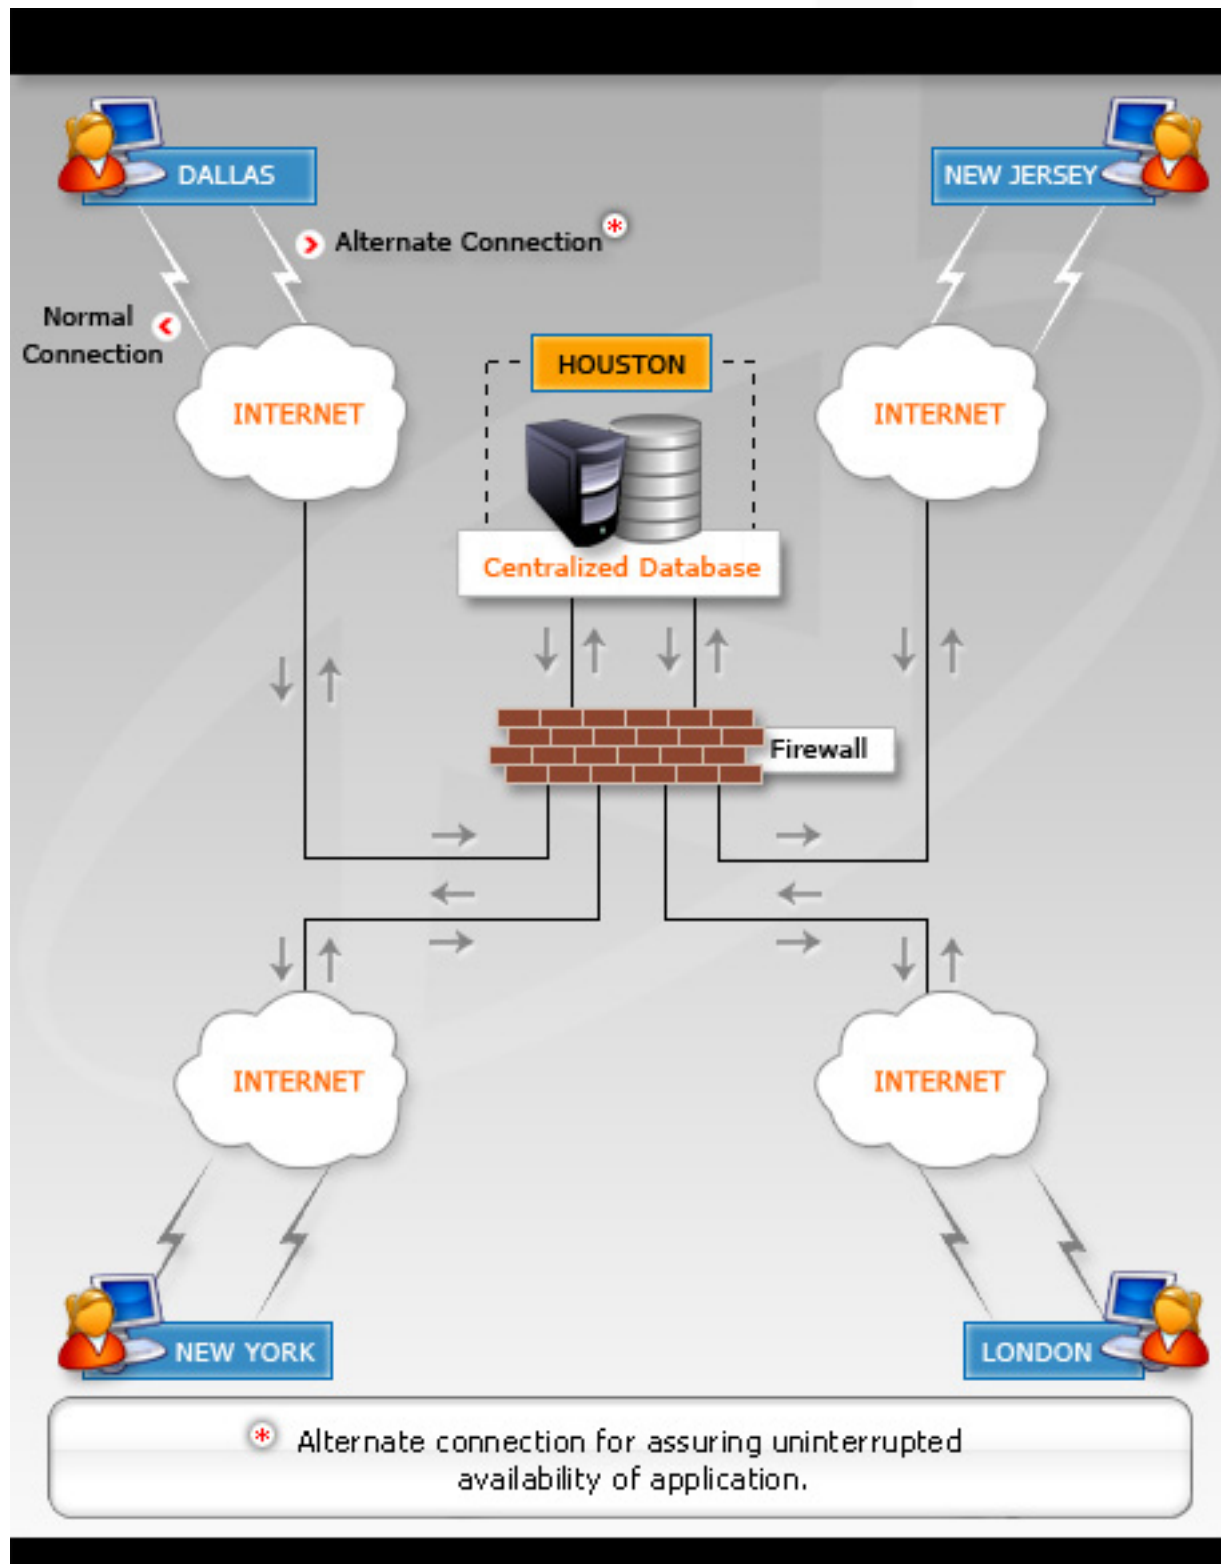 DALLAS
NEW JERSEY
Alternate Connection*
Normal
Connection
HOUSTON
INTERNET
INTERNET
Centralized Database
Firewall
INTERNET
INTERNET
NEW YORK
LONDON
* Alternate connection for assuring uninterrupted
availability of application.